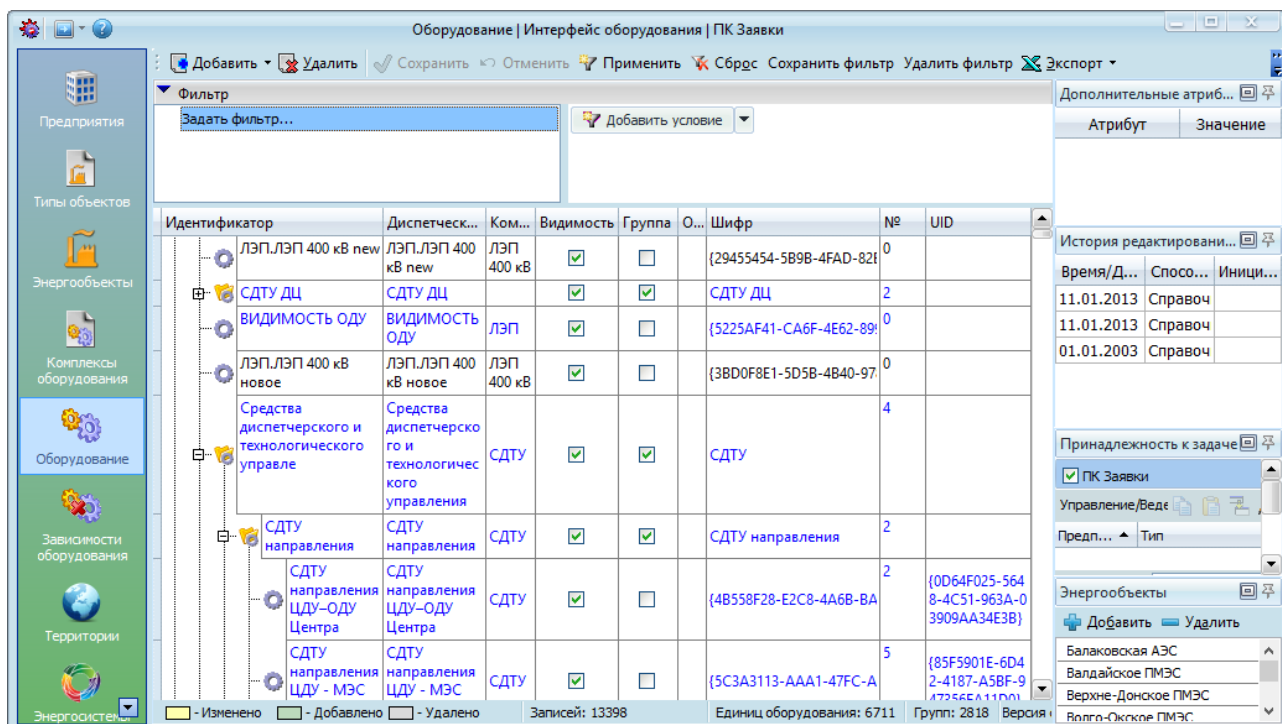 Оборудование | Интерфейс оборудования | ПК Заявки
Добавить Удалить Сохранить Отменить Применить Сброс Сохранить фильтр Удалить фильтр Экспорт
Предприятия
Типы объектов
Энергообъекты
Комплексы
оборудования
Оборудование
Зависимости
оборудования
Территории
Энергосистемы
Фильтр
Задать фильтр...
Добавить условие
Идентификатор Диспетческ... Ком... Видимость Группа О... Шифр № UID
ЛЭП.ЛЭП 400 кВ new ЛЭП.ЛЭП 400 ЛЭП {29455454-5B9B-4FAD-82E 0
кВ new 400 кВ
СДТУ ДЦ СДТУ ДЦ СДТУ ДЦ 2
ВИДИМОСТЬ ОДУ ВИДИМОСТЬ ЛЭП {5225AF41-CA6F-4E62-89 0
ОДУ
ЛЭП.ЛЭП 400 кВ ЛЭП.ЛЭП 400 ЛЭП {3BD0F8E1-5D5B-4B40-97 0
новое кВ новое 400 кВ
Средства Средства 4
диспетчерского и диспетчерско
технологического го и СДТУ СДТУ
управле технологичес
кого
управления
СДТУ СДТУ СДТУ СДТУ направления 2
направления направления
СДТУ СДТУ 2
направления направления СДТУ {4B558F28-E2C8-4A6B-BA {0D64F025-564
ЦДУ–ОДУ ЦДУ–ОДУ 8-4C51-963A-0
Центра Центра 3909AA34E3B}
СДТУ СДТУ 5
направления направления СДТУ {5C3A3113-AAA1-47FC-A {85F5901E-6D4
ЦДУ - МЭС ЦДУ - МЭС 2-4187-A5BF-9
47356FA11D0}
- Изменено - Добавлено - Удалено Записей: 13398 Единиц оборудования: 6711 Групп: 2818 Версия
Дополнительные атриб...
Атрибут Значение
История редактировани...
Время/Д... Спосо... Иници...
11.01.2013 Справоч
11.01.2013 Справоч
01.01.2003 Справоч
Принадлежность к задаче
ПК Заявки
Управление/Веде
Предп... Тип
Энергообъекты
Добавить Удалить
Балаковская АЭС
Валдайское ПМЭС
Верхне-Донское ПМЭС
Волго-Окское ПМЭС